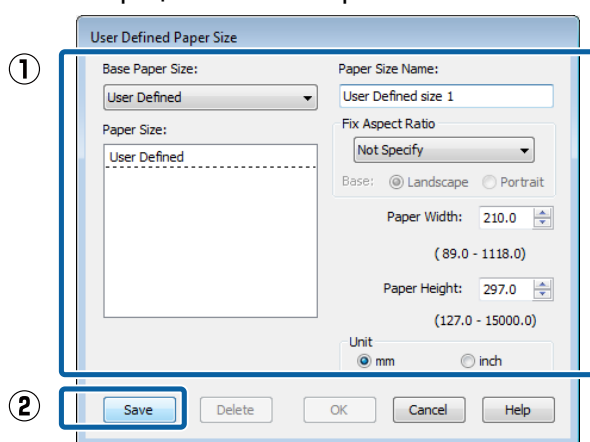 User Defined Paper Size
①
Base Paper Size:
User Defined
Paper Size:
User Defined
Paper Size Name:
User Defined size 1
Fix Aspect Ratio
Not Specify
Base: Landscape Portrait
Paper Width: 210.0
( 89.0 - 1118.0)
Paper Height: 297.0
(127.0 - 15000.0)
Unit
mm inch
②
Save Delete OK Cancel Help